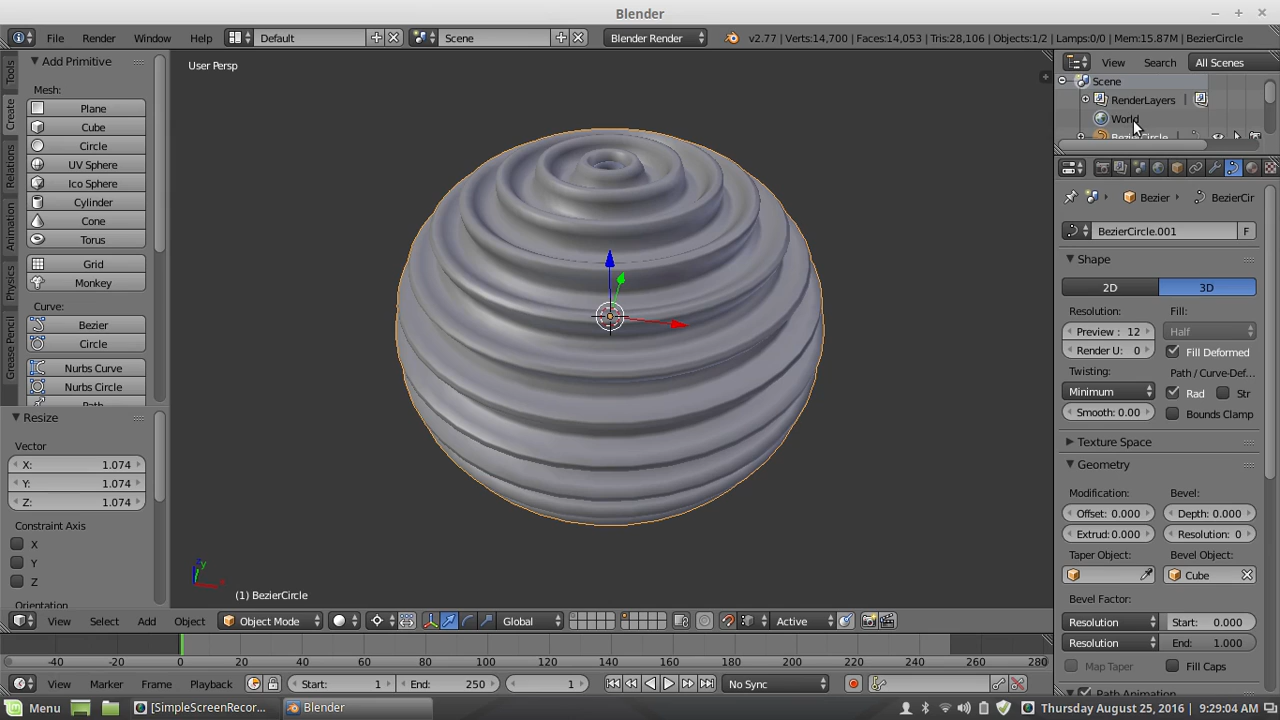 Blender
File Render Window Help Default Scene Blender Render v2.77 | Verts:14,700 | Faces:14,053 | Tris:28,106 | Objects:1/2 | Lamps:0/0 | Mem:15.87M | BezierCircle
Tools
Create
Relations
Animation
Physics
Grease Pencil
Add Primitive
Mesh:
Plane
Cube
Circle
UV Sphere
Ico Sphere
Cylinder
Cone
Torus
Grid
Monkey
Curve:
Bezier
Circle
Nurbs Curve
Nurbs Circle
Path
Resize
Vector
X: 1.074
Y: 1.074
Z: 1.074
Constraint Axis
X
Y
Z
Orientation
User Persp
(1) BezierCircle
View Select Add Object Object Mode Global Active
-40 -20 0 20 40 60 80 100 120 140 160 180 200 220 240 260 280
View Marker Frame Playback Start: 1 End: 250 1 No Sync
View Search All Scenes
Scene
RenderLayers
World
BezierCircle
Bezier BezierCir
BezierCircle.001 F
Shape
2D 3D
Resolution: Fill:
Preview : 12 Half
Render U: 0 Fill Deformed
Twisting: Path / Curve-Def...
Minimum Rad Str
Smooth: 0.00 Bounds Clamp
Texture Space
Geometry
Modification: Bevel:
Offset: 0.000 Depth: 0.000
Extrud:0.000 Resolution: 0
Taper Object: Bevel Object:
Cube
Bevel Factor:
Resolution Start: 0.000
Resolution End: 1.000
Map Taper Fill Caps
Path Animation
Menu [SimpleScreenRecor... Blender Thursday August 25, 2016 9:29:04 AM